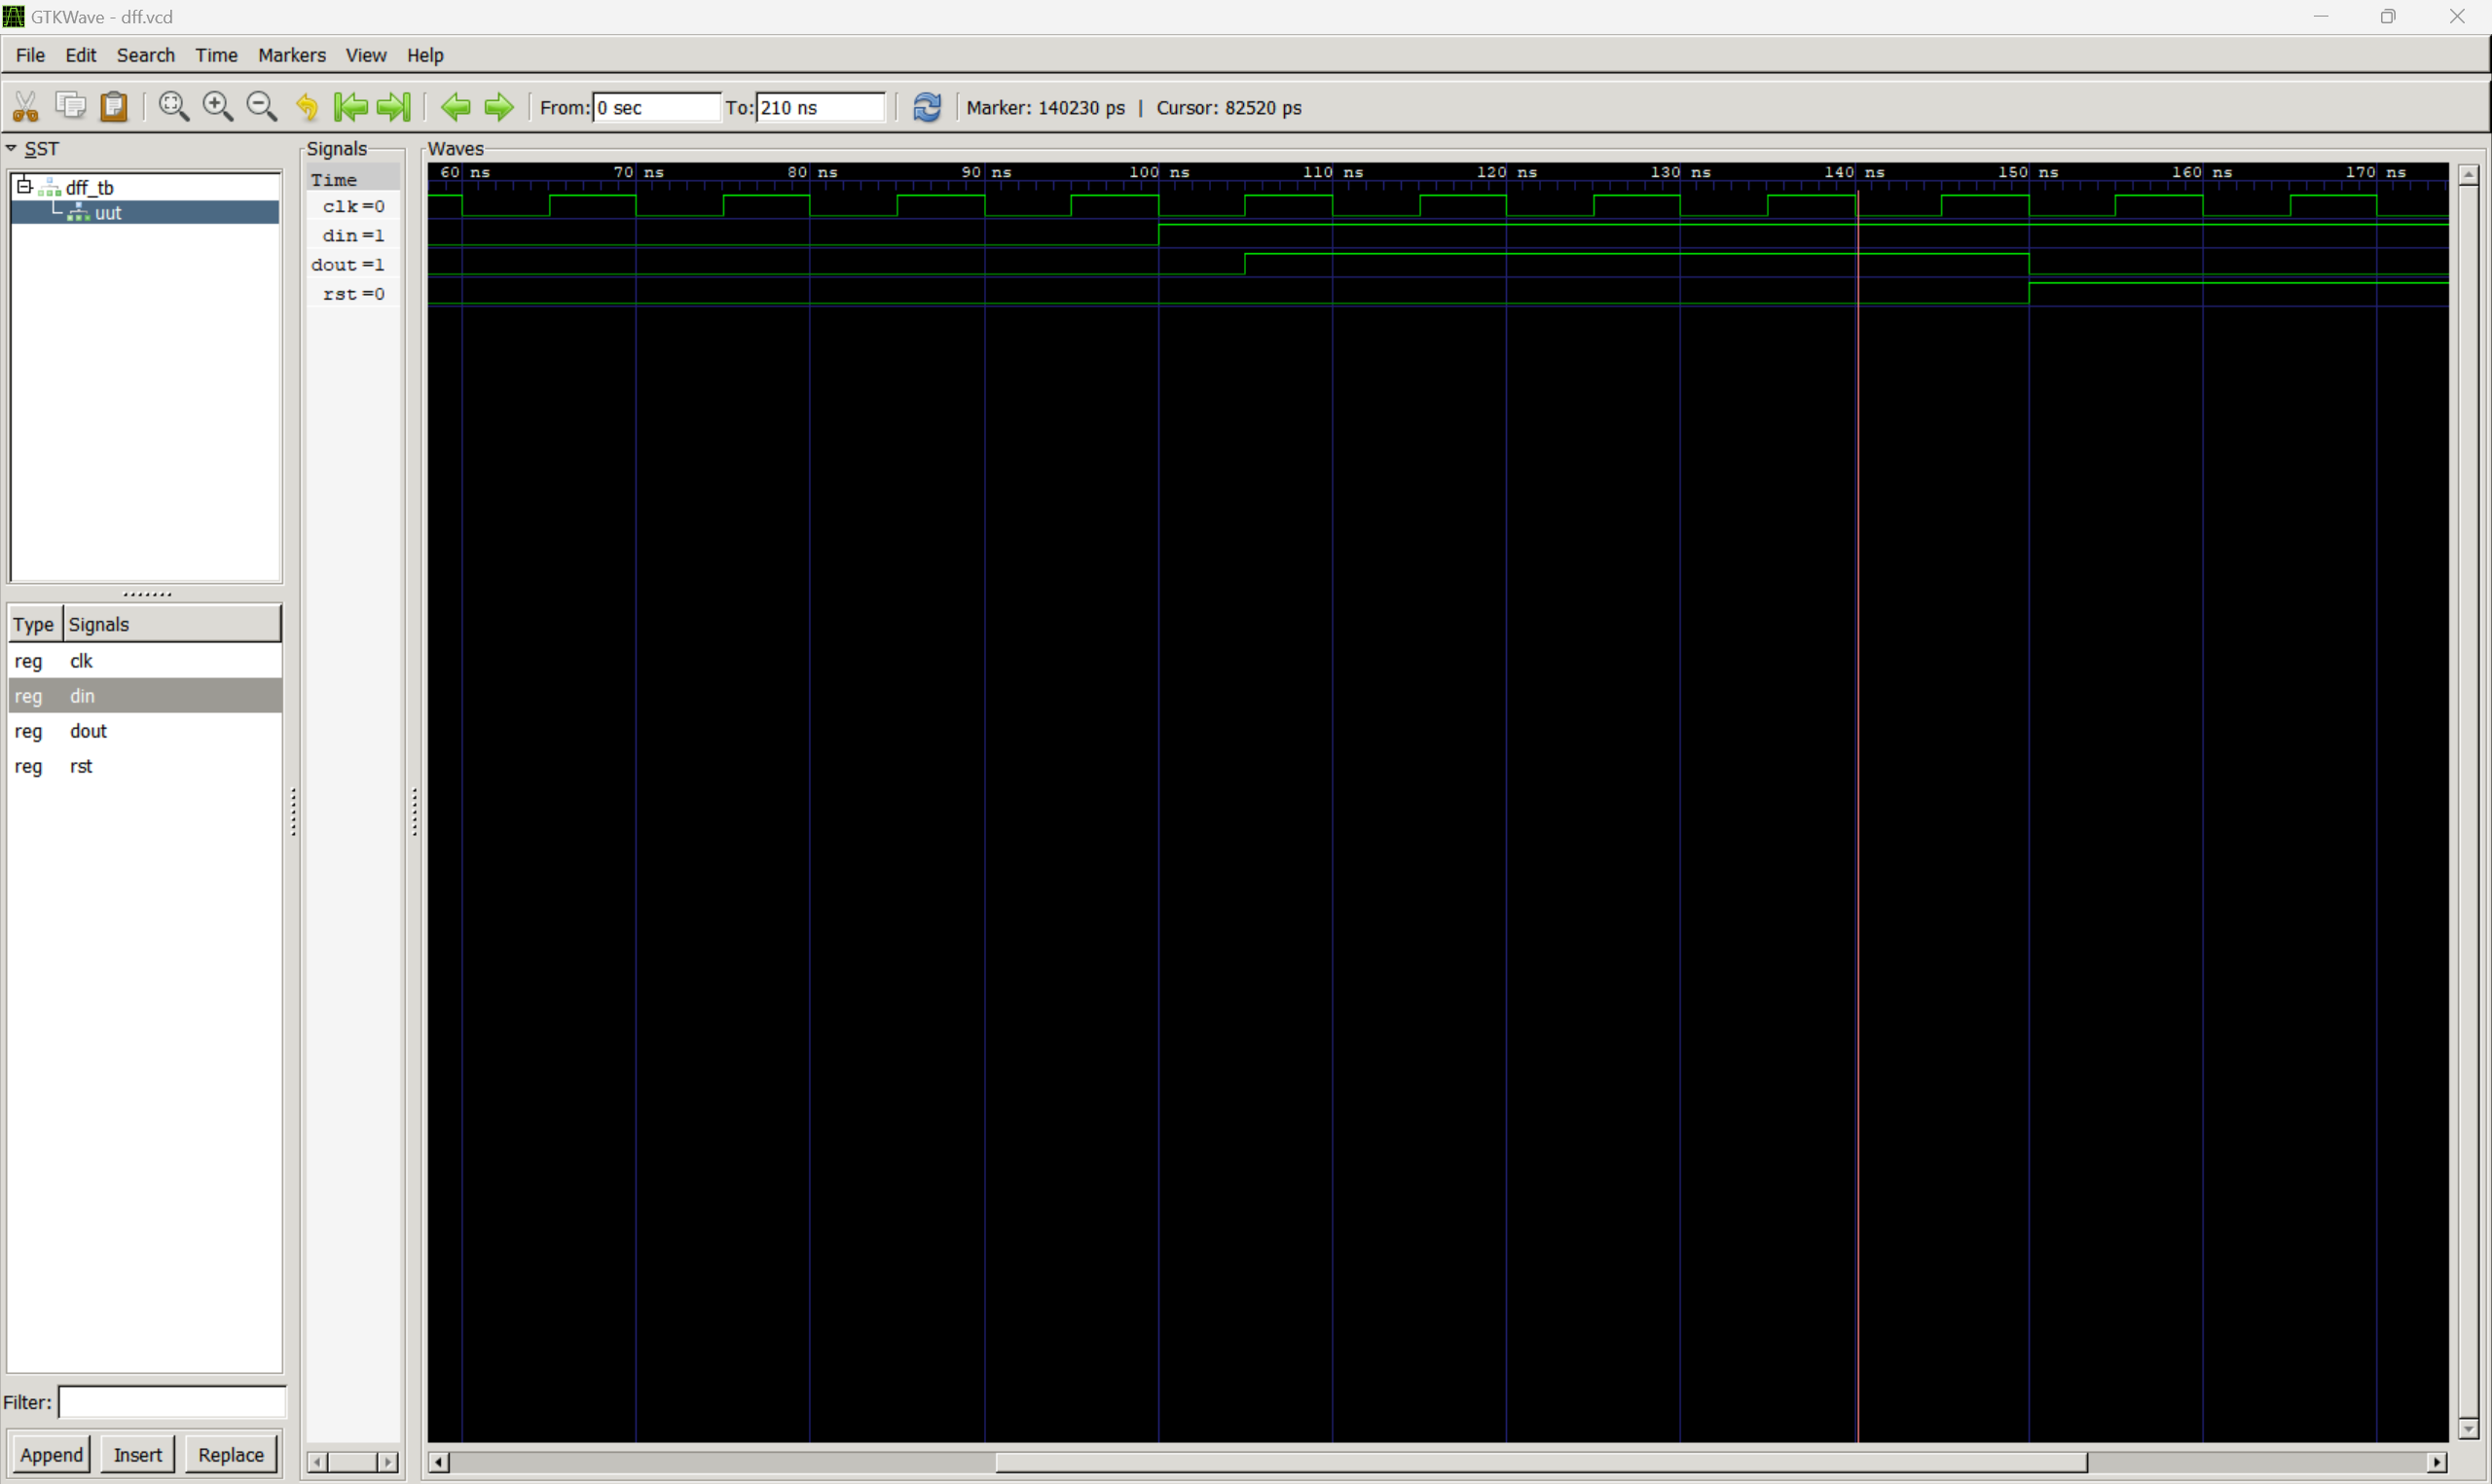 GTKWave - dff.vcd
File Edit Search Time Markers View Help
From: 0 sec To: 210 ns Marker: 140230 ps | Cursor: 82520 ps
SST
dff_tb
uut
Type Signals
reg clk
reg din
reg dout
reg rst
Filter:
Append Insert Replace
Signals
Time
clk=0
din=1
dout=1
rst=0
Waves
60 ns 70 ns 80 ns 90 ns 100 ns 110 ns 120 ns 130 ns 140 ns 150 ns 160 ns 170 ns